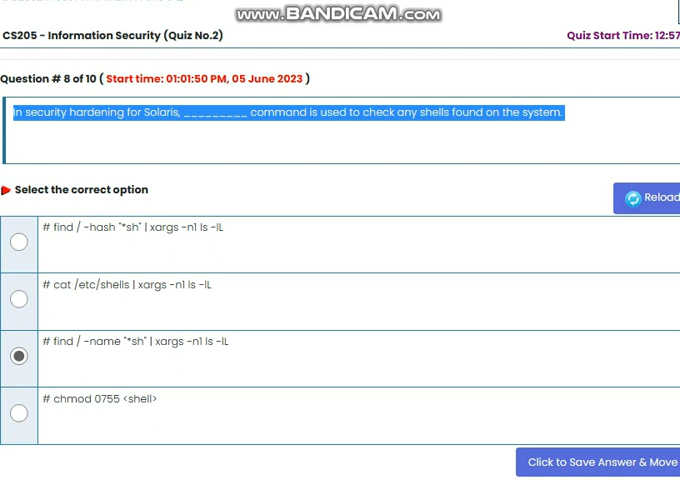 www.BANDICAM.com
CS205 - Information Security (Quiz No.2)
Quiz Start Time: 12:57
Question # 8 of 10 ( Start time: 01:01:50 PM, 05 June 2023 )
In security hardening for Solaris, _________ command is used to check any shells found on the system.
Select the correct option
Reload
# find / -hash "*sh" | xargs -n1 ls -lL
# cat /etc/shells | xargs -n1 ls -lL
# find / -name "*sh" | xargs -n1 ls -lL
# chmod 0755 <shell>
Click to Save Answer & Move